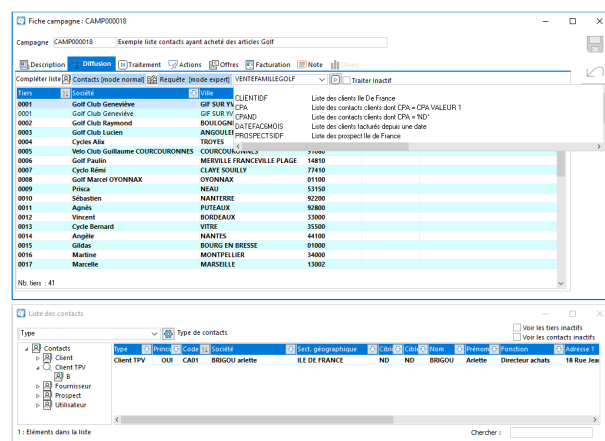 Fiche campagne : CAMP000018
Campagne CAMP000018 Exemple liste contacts ayant acheté des articles Golf
Description Diffusion Traitement Actions Offres Facturation Note
Compléter liste Contacts [mode normal] Requête [mode expert] VENTEFAMILLEGOLF Traiter Inactif
Tiers Société Ville
0001 Golf Club Geneviève GIF SUR YV
0001 Golf Club Geneviève GIF SUR YV
0002 Golf Club Raymond BOULOGN
0003 Golf Club Lucien ANGOULEM
0004 Cycles Alix TROYES
0005 Velo Club Guillaume COURCOURONNES COURCOURONNES 91080
0006 Golf Paulin MERVILLE FRANCEVILLE PLAGE 14810
0007 Cyclo Rémi CLAYE SOUILLY 77410
0008 Golf Marcel OYONNAX OYONNAX 01100
0009 Prisca NEAU 53150
0010 Sébastien NANTERRE 92200
0011 Agnès PUTEAUX 92800
0012 Vincent BORDEAUX 33000
0013 Cycle Bernard VITRE 35500
0014 Angèle NANTES 44100
0015 Gildas BOURG EN BRESSE 01000
0016 Martine MONTPELLIER 34000
0017 Marcelle MARSEILLE 13002
CLIENTIDF Liste des clients Ile De France
CPA Liste des contacts clients dont CPA = CPA VALEUR 1
CPAND Liste des contacts clients dont CPA = 'ND'
DATEFAC6MOIS Liste des clients facturés depuis une date
PROSPECTSIDF Liste des prospect Ile de France
Nb. tiers : 41
Liste des contacts
Type Type de contacts
Voir les tiers inactifs
Voir les contacts inactifs
Contacts
Client
Client TPV
B
Fournisseur
Prospect
Utilisateur
Type Princi Code Société Sect. géographique Cible Cible Nom Prénom Fonction Adresse 1
Client TPV OUI CA01 BRIGOU arlette ILE DE FRANCE ND ND BRIGOU Arlette Directeur achats 18 Rue Jea
1 : Eléments dans la liste
Chercher :